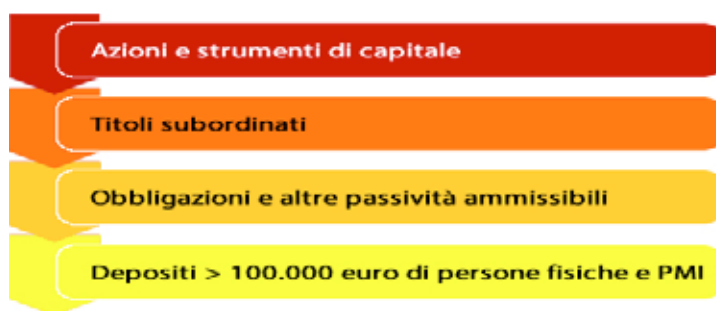 Azioni e strumenti di capitale
Titoli subordinati
Obbligazioni e altre passività ammissibili
Depositi > 100.000 euro di persone fisiche e PMI